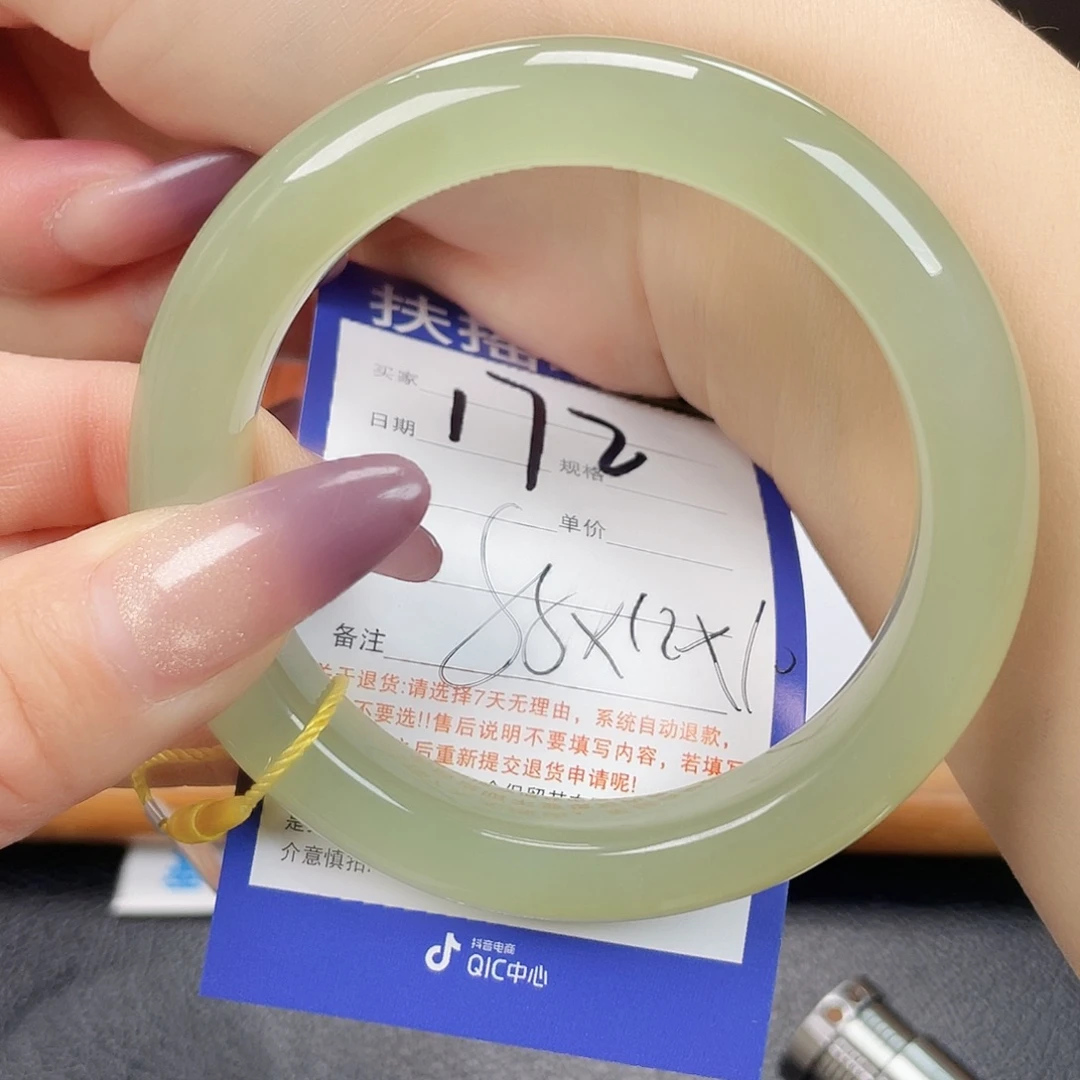 扶摇
买家
172
日期
规格
单价
55x12x10
备注
关于退货:请选择7天无理由，系统自动退款，
不要选!!售后说明不要填写内容，若填写
后重新提交退货申请呢!
介意慎拍.
抖音电商
QIC中心